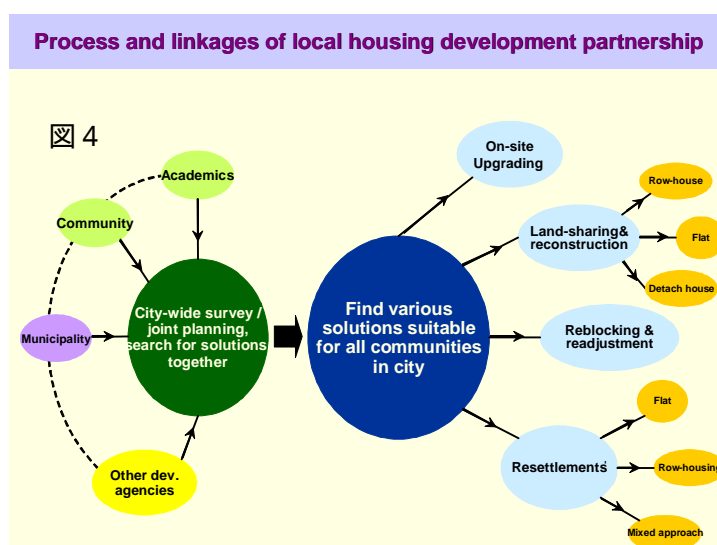 Process and linkages of local housing development partnership
図４
Academics
Community
Municipality
Other dev.
agencies
City-wide survey /
joint planning,
search for solutions
together
Find various
solutions suitable
for all communities
in city
On-site
Upgrading
Land-sharing&
reconstruction
Row-house
Flat
Detach house
Reblocking &
readjustment
Resettlements
Flat
Row-housing
Mixed approach